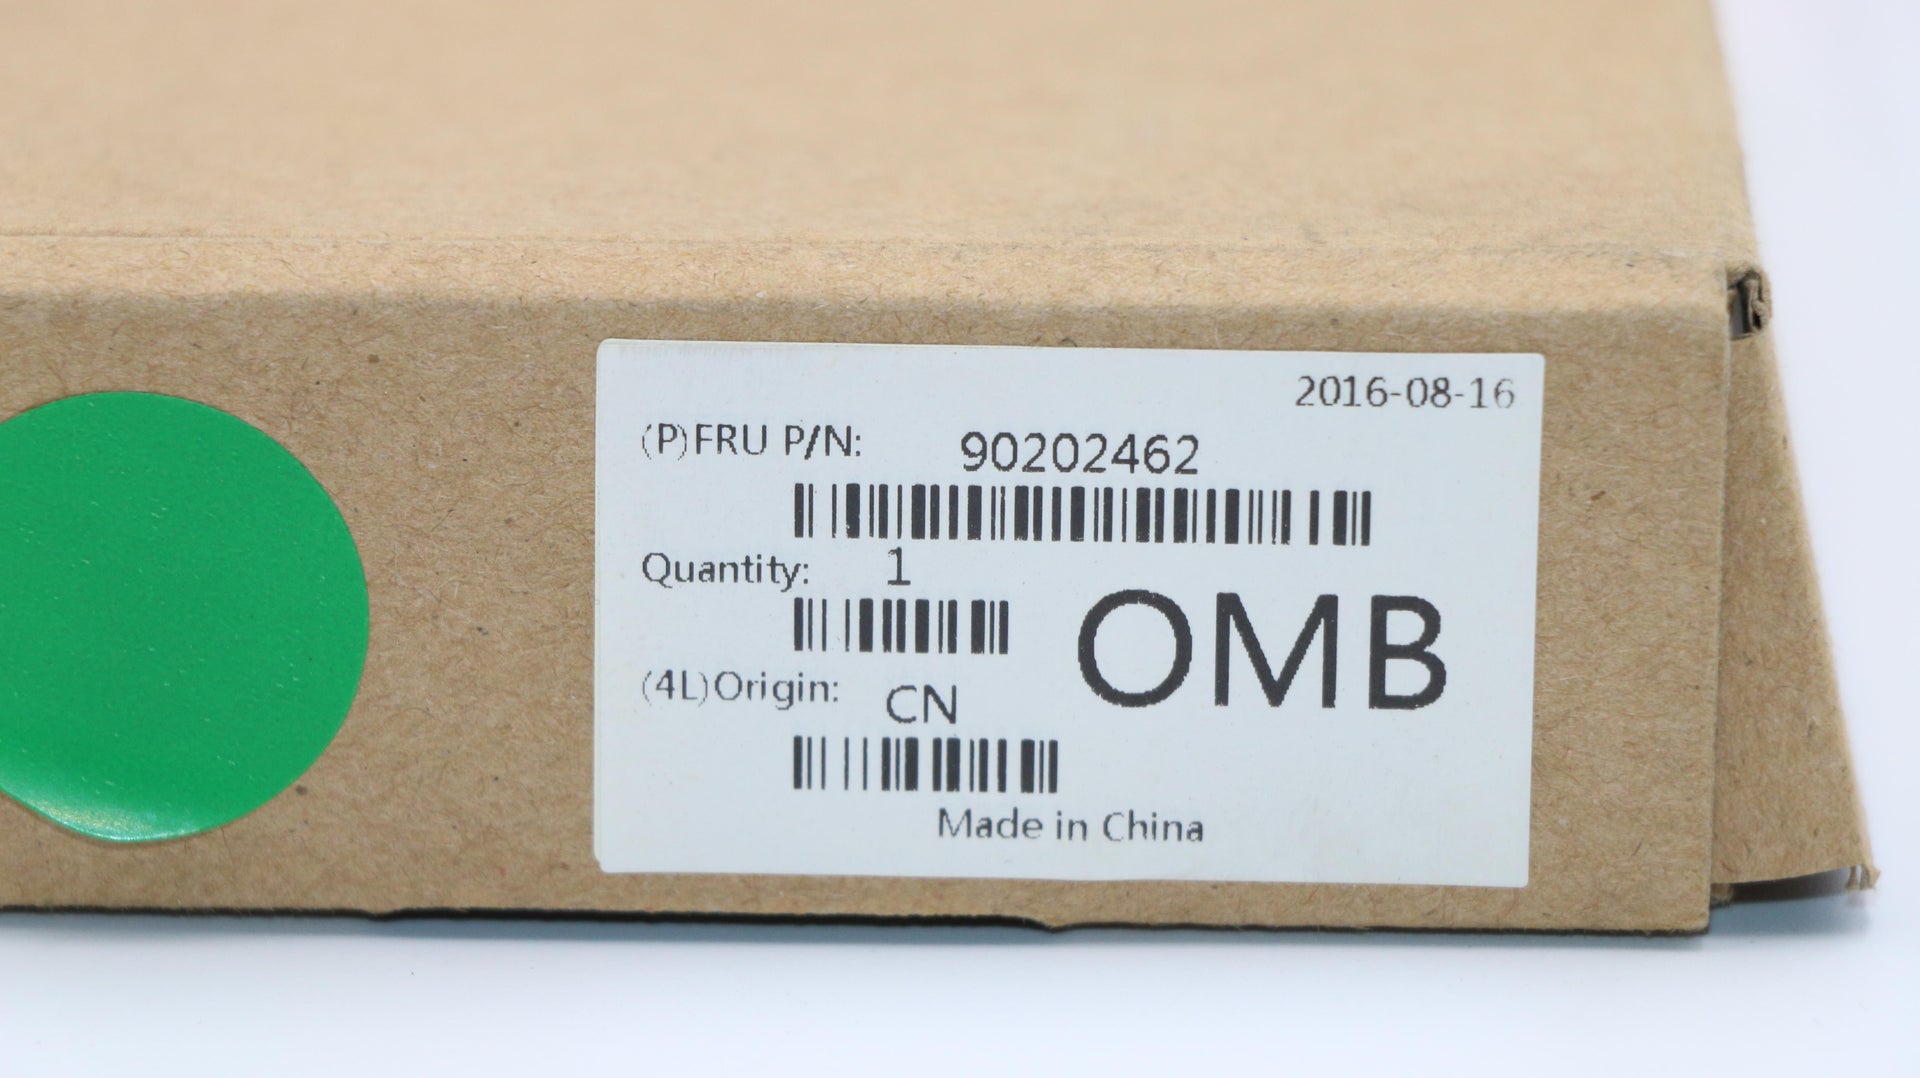 2016-08-16
(P)FRU P/N: 90202462
Quantity: 1
OMB
(4L)Origin: CN
Made in China